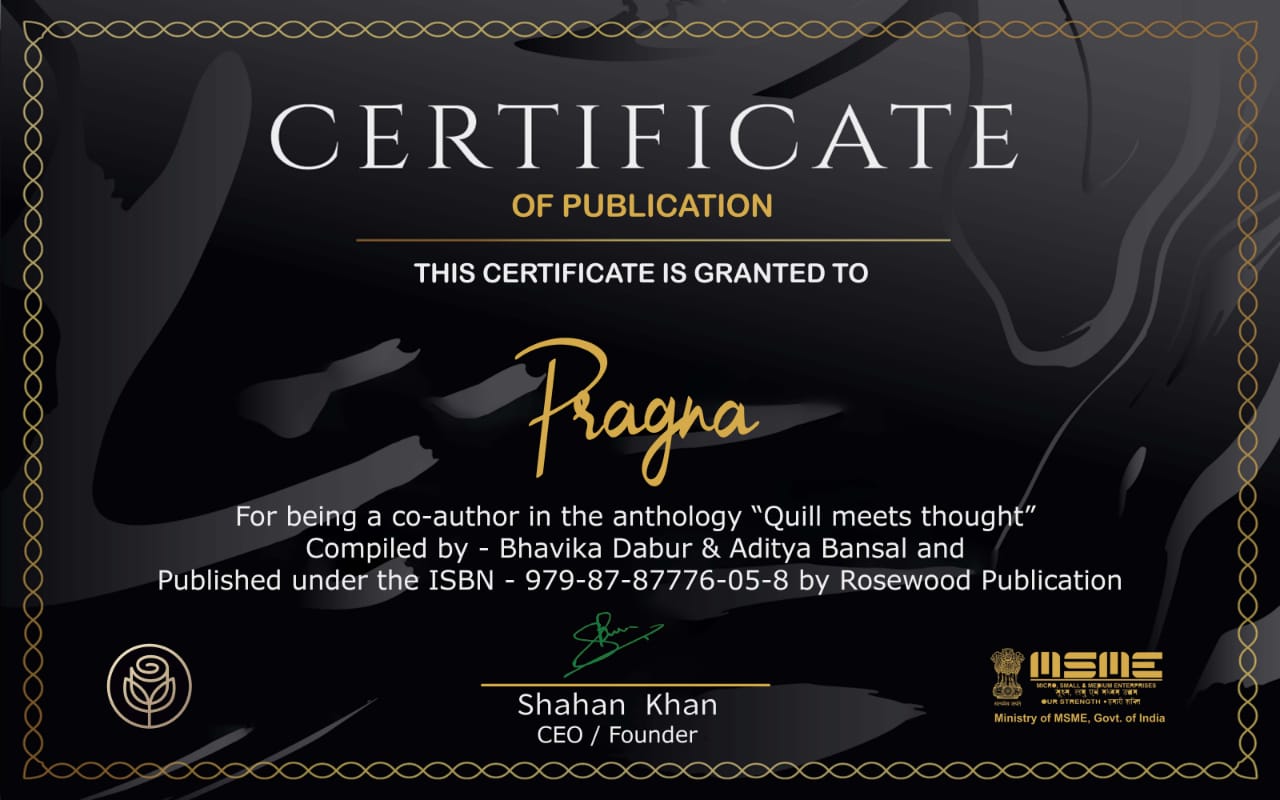 CERTIFICATE
OF PUBLICATION
THIS CERTIFICATE IS GRANTED TO
Pragna
For being a co-author in the anthology “Quill meets thought”
Compiled by - Bhavika Dabur & Aditya Bansal and
Published under the ISBN - 979-87-87776-05-8 by Rosewood Publication
Shahan Khan
CEO / Founder
MSME
MICRO, SMALL & MEDIUM ENTERPRISES
OUR STRENGTH •
Ministry of MSME, Govt. of India